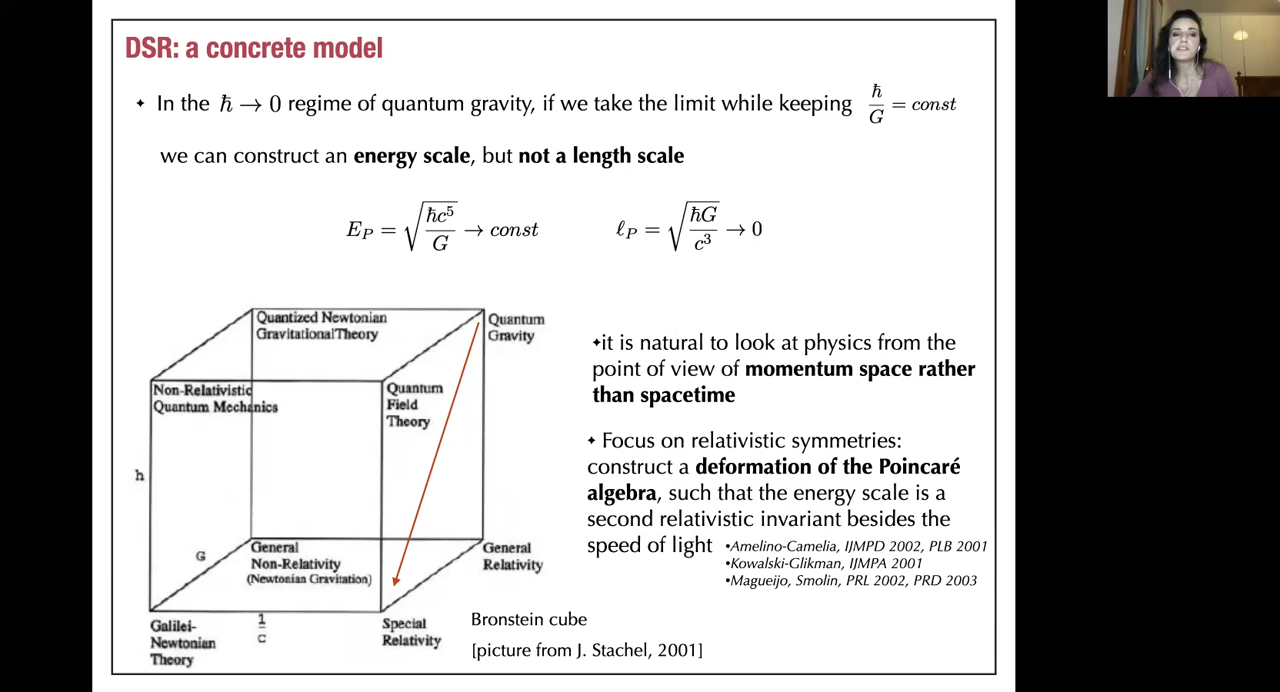 DSR: a concrete model
✦ In the ℏ → 0 regime of quantum gravity, if we take the limit while keeping ℏ/G = const
we can construct an energy scale, but not a length scale
E_P = √(ℏc⁵/G) → const    ℓ_P = √(ℏG/c³) → 0
Quantized Newtonian
GravitationalTheory
Quantum
Gravity
Non-Relativistic
Quantum Mechanics
Quantum
Field
Theory
ħ
G
General
Non-Relativity
(Newtonian Gravitation)
General
Relativity
Galilei-
Newtonian
Theory
1/c
Special
Relativity
✦it is natural to look at physics from the
point of view of momentum space rather
than spacetime
✦ Focus on relativistic symmetries:
construct a deformation of the Poincaré
algebra, such that the energy scale is a
second relativistic invariant besides the
speed of light
•Amelino-Camelia, IJMPD 2002, PLB 2001
•Kowalski-Glikman, IJMPA 2001
•Magueijo, Smolin, PRL 2002, PRD 2003
Bronstein cube
[picture from J. Stachel, 2001]